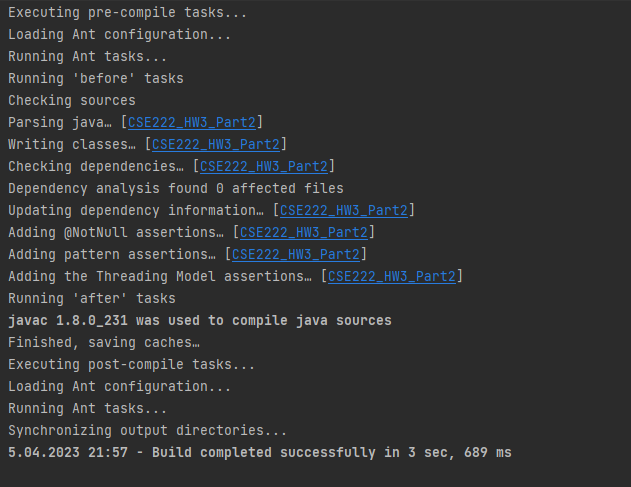 Executing pre-compile tasks...
Loading Ant configuration...
Running Ant tasks...
Running 'before' tasks
Checking sources
Parsing java… [CSE222_HW3_Part2]
Writing classes… [CSE222_HW3_Part2]
Checking dependencies… [CSE222_HW3_Part2]
Dependency analysis found 0 affected files
Updating dependency information… [CSE222_HW3_Part2]
Adding @NotNull assertions… [CSE222_HW3_Part2]
Adding pattern assertions… [CSE222_HW3_Part2]
Adding the Threading Model assertions… [CSE222_HW3_Part2]
Running 'after' tasks
javac 1.8.0_231 was used to compile java sources
Finished, saving caches…
Executing post-compile tasks...
Loading Ant configuration...
Running Ant tasks...
Synchronizing output directories...
5.04.2023 21:57 - Build completed successfully in 3 sec, 689 ms